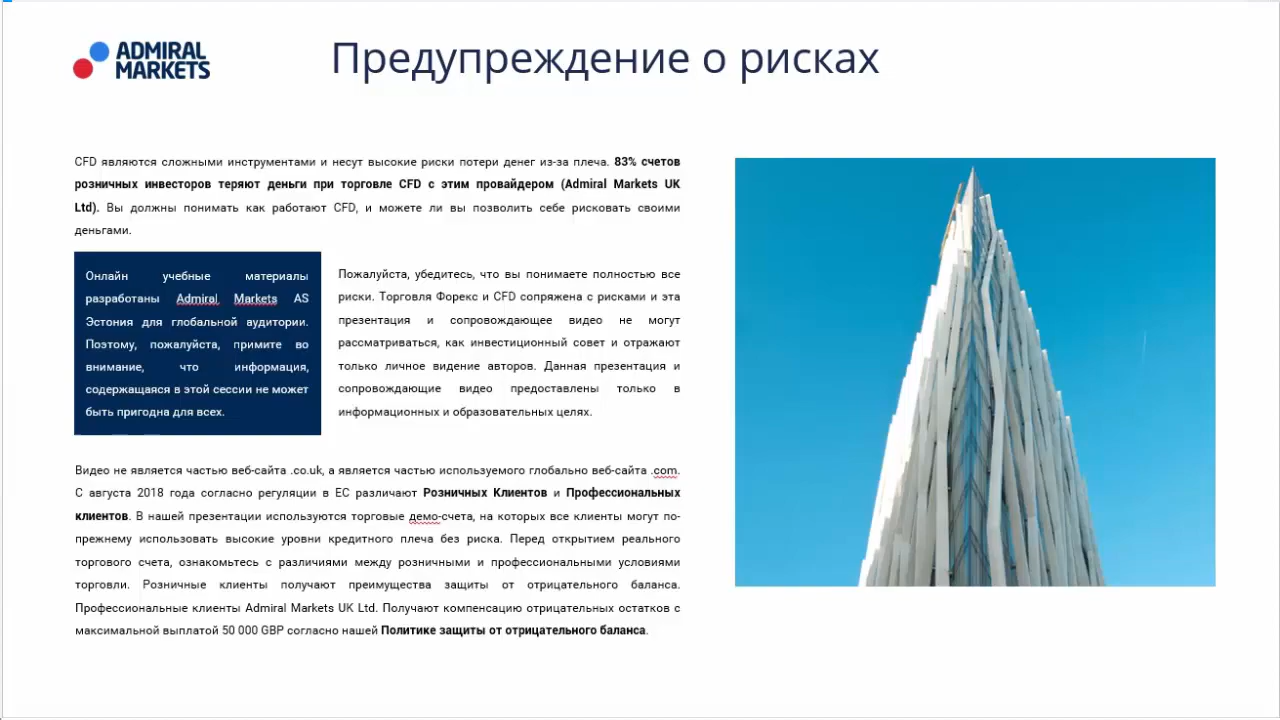 ADMIRAL
MARKETS
Предупреждение о рисках
CFD являются сложными инструментами и несут высокие риски потери денег из-за плеча. 83% счетов
розничных инвесторов теряют деньги при торговле CFD с этим провайдером (Admiral Markets UK
Ltd). Вы должны понимать как работают CFD, и можете ли вы позволить себе рисковать своими
деньгами.
Онлайн учебные материалы
разработаны Admiral Markets AS
Эстония для глобальной аудитории.
Поэтому, пожалуйста, примите во
внимание, что информация,
содержащаяся в этой сессии не может
быть пригодна для всех.
Пожалуйста, убедитесь, что вы понимаете полностью все
риски. Торговля Форекс и CFD сопряжена с рисками и эта
презентация и сопровождающее видео не могут
рассматриваться, как инвестиционный совет и отражают
только личное видение авторов. Данная презентация и
сопровождающие видео предоставлены только в
информационных и образовательных целях.
Видео не является частью веб-сайта .co.uk, а является частью используемого глобально веб-сайта .com.
С августа 2018 года согласно регуляции в ЕС различают Розничных Клиентов и Профессиональных
клиентов. В нашей презентации используются торговые демо-счета, на которых все клиенты могут по-
прежнему использовать высокие уровни кредитного плеча без риска. Перед открытием реального
торгового счета, ознакомьтесь с различиями между розничными и профессиональными условиями
торговли. Розничные клиенты получают преимущества защиты от отрицательного баланса.
Профессиональные клиенты Admiral Markets UK Ltd. Получают компенсацию отрицательных остатков с
максимальной выплатой 50 000 GBP согласно нашей Политике защиты от отрицательного баланса.